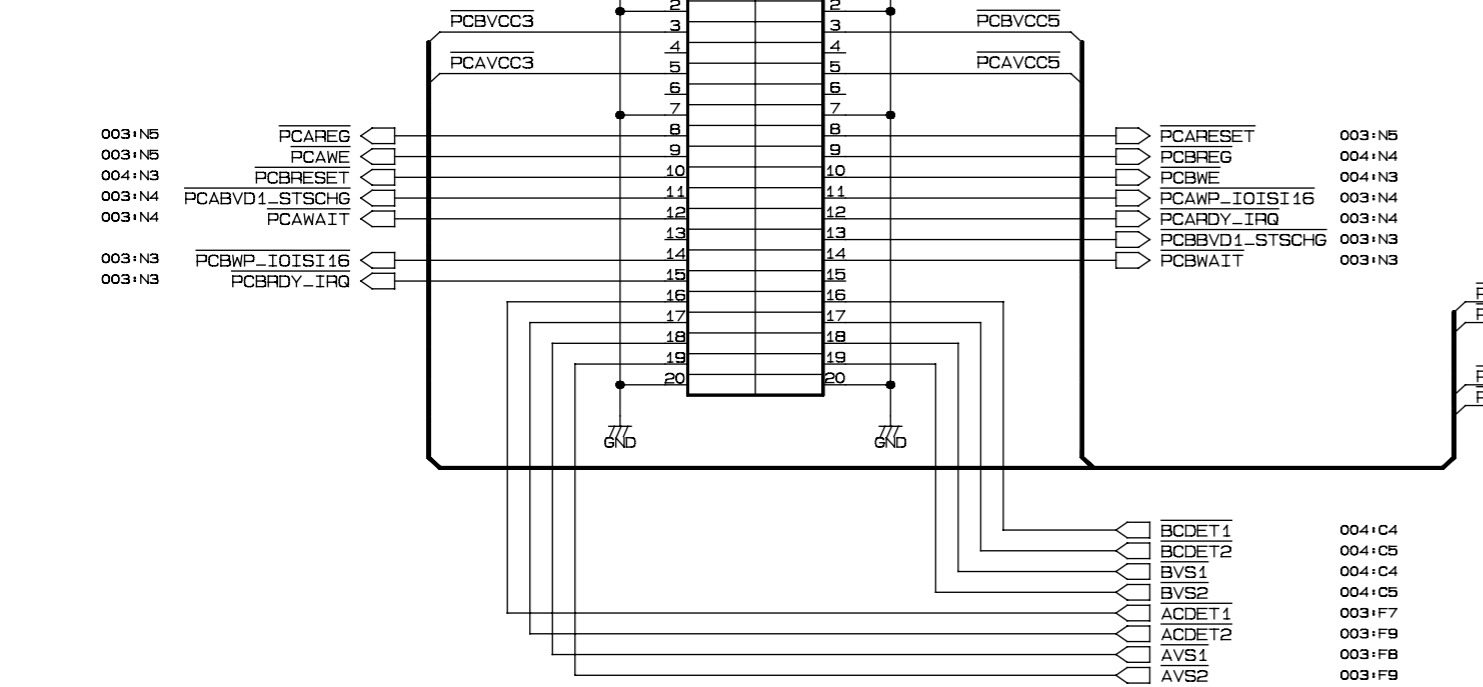 2 2
PCBVCC3 3 3 PCBVCC5
4 4
PCAVCC3 5 5 PCAVCC5
6 6
7 7
003:N5 PCAREG 8 8 PCARESET 003:N5
003:N5 PCAWE 9 9 PCBREG 004:N4
004:N3 PCBRESET 10 10 PCBWE 004:N3
003:N4 PCABVD1_STSCHG 11 11 PCAWP_IOISI16 003:N4
003:N4 PCAWAIT 12 12 PCARDY_IRQ 003:N4
13 13 PCBBVD1_STSCHG 003:N3
003:N3 PCBWP_IOISI16 14 14 PCBWAIT 003:N3
003:N3 PCBRDY_IRQ 15 15
16 16
17 17
18 18
19 19
20 20
GND GND
BCDET1 004:C4
BCDET2 004:C5
BVS1 004:C4
BVS2 004:C5
ACDET1 003:F7
ACDET2 003:F9
AVS1 003:F8
AVS2 003:F9